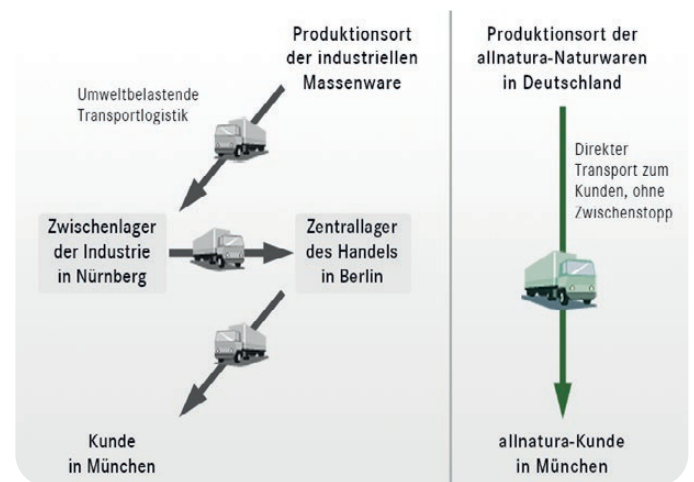 Produktionsort
der industriellen
Massenware
Umweltbelastende
Transportlogistik
Zwischenlager
der Industrie
in Nürnberg
Zentrallager
des Handels
in Berlin
Kunde
in München
Produktionsort der
allnatura-Naturwaren
in Deutschland
Direkter
Transport zum
Kunden, ohne
Zwischenstopp
allnatura-Kunde
in München